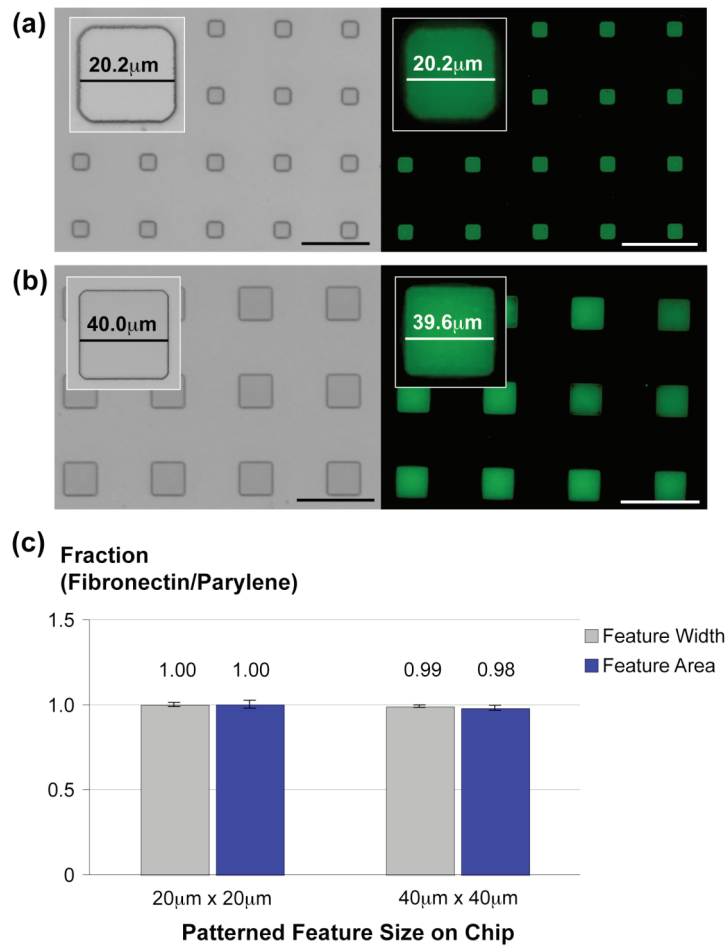 (a)
20.2μm
20.2μm
(b)
40.0μm
39.6μm
(c)
Fraction
(Fibronectin/Parylene)
1.5
1.0
0.5
0
1.00
1.00
0.99
0.98
Feature Width
Feature Area
20μm x 20μm
40μm x 40μm
Patterned Feature Size on Chip